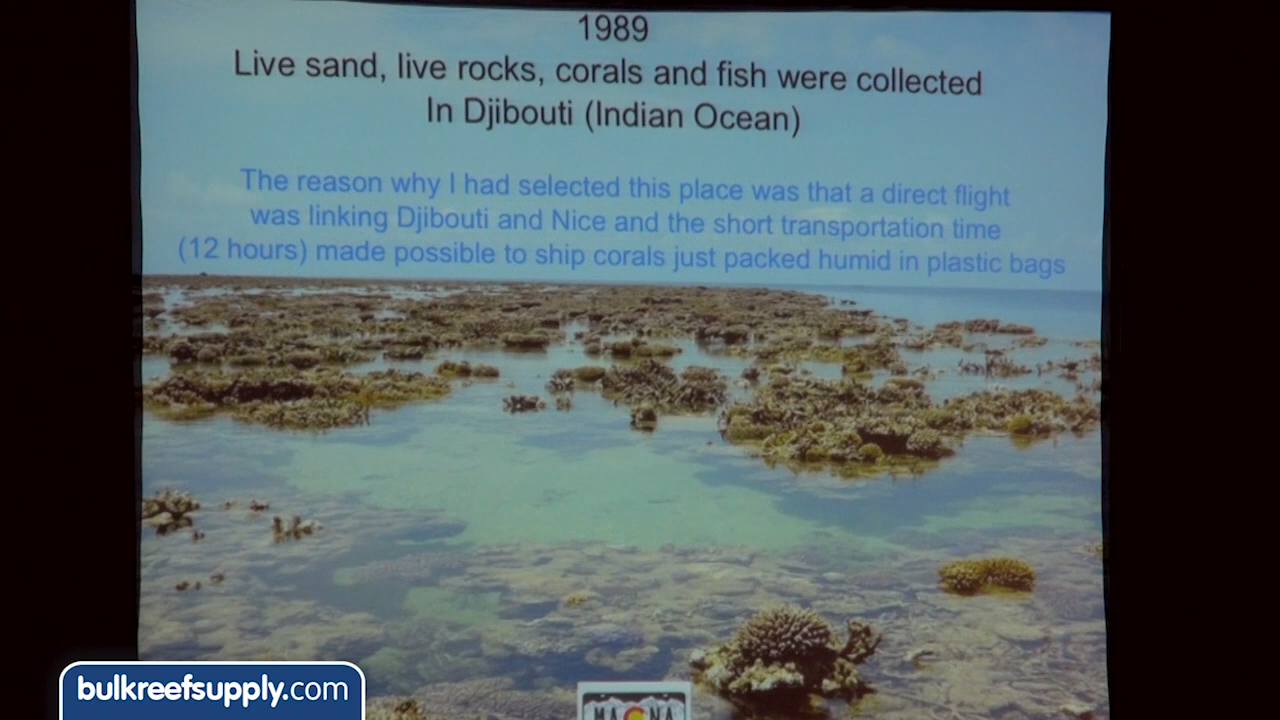 1989
Live sand, live rocks, corals and fish were collected
In Djibouti (Indian Ocean)
The reason why I had selected this place was that a direct flight
was linking Djibouti and Nice and the short transportation time
(12 hours) made possible to ship corals just packed humid in plastic bags
bulkreefsupply.com
MACNA